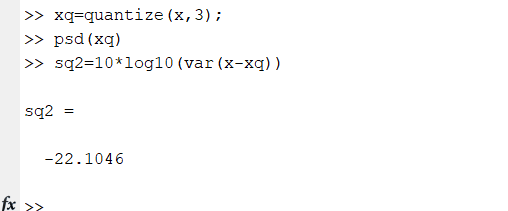 >> xq=quantize(x,3);
>> psd(xq)
>> sq2=10*log10(var(x-xq))
sq2 =
-22.1046
fx >>